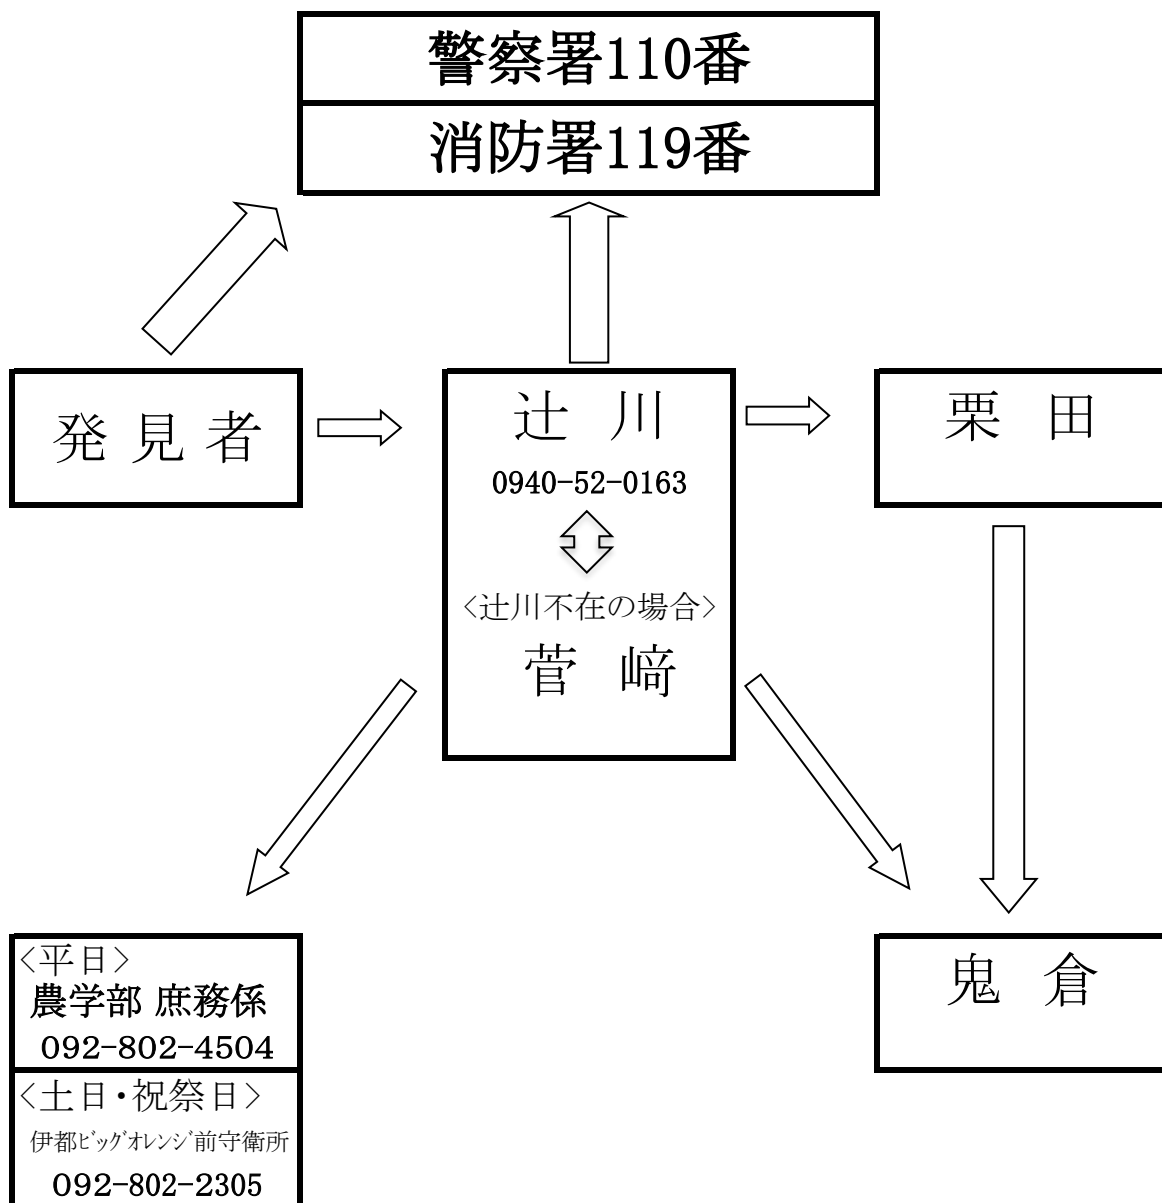 警察署110番
消防署119番
発見者
辻川
0940-52-0163
<辻川不在の場合>
菅﨑
栗田
<平日>
農学部 庶務係
092-802-4504
<土日・祝祭日>
伊都ﾋﾞｯｸﾞｵﾚﾝｼﾞ前守衛所
092-802-2305
鬼倉